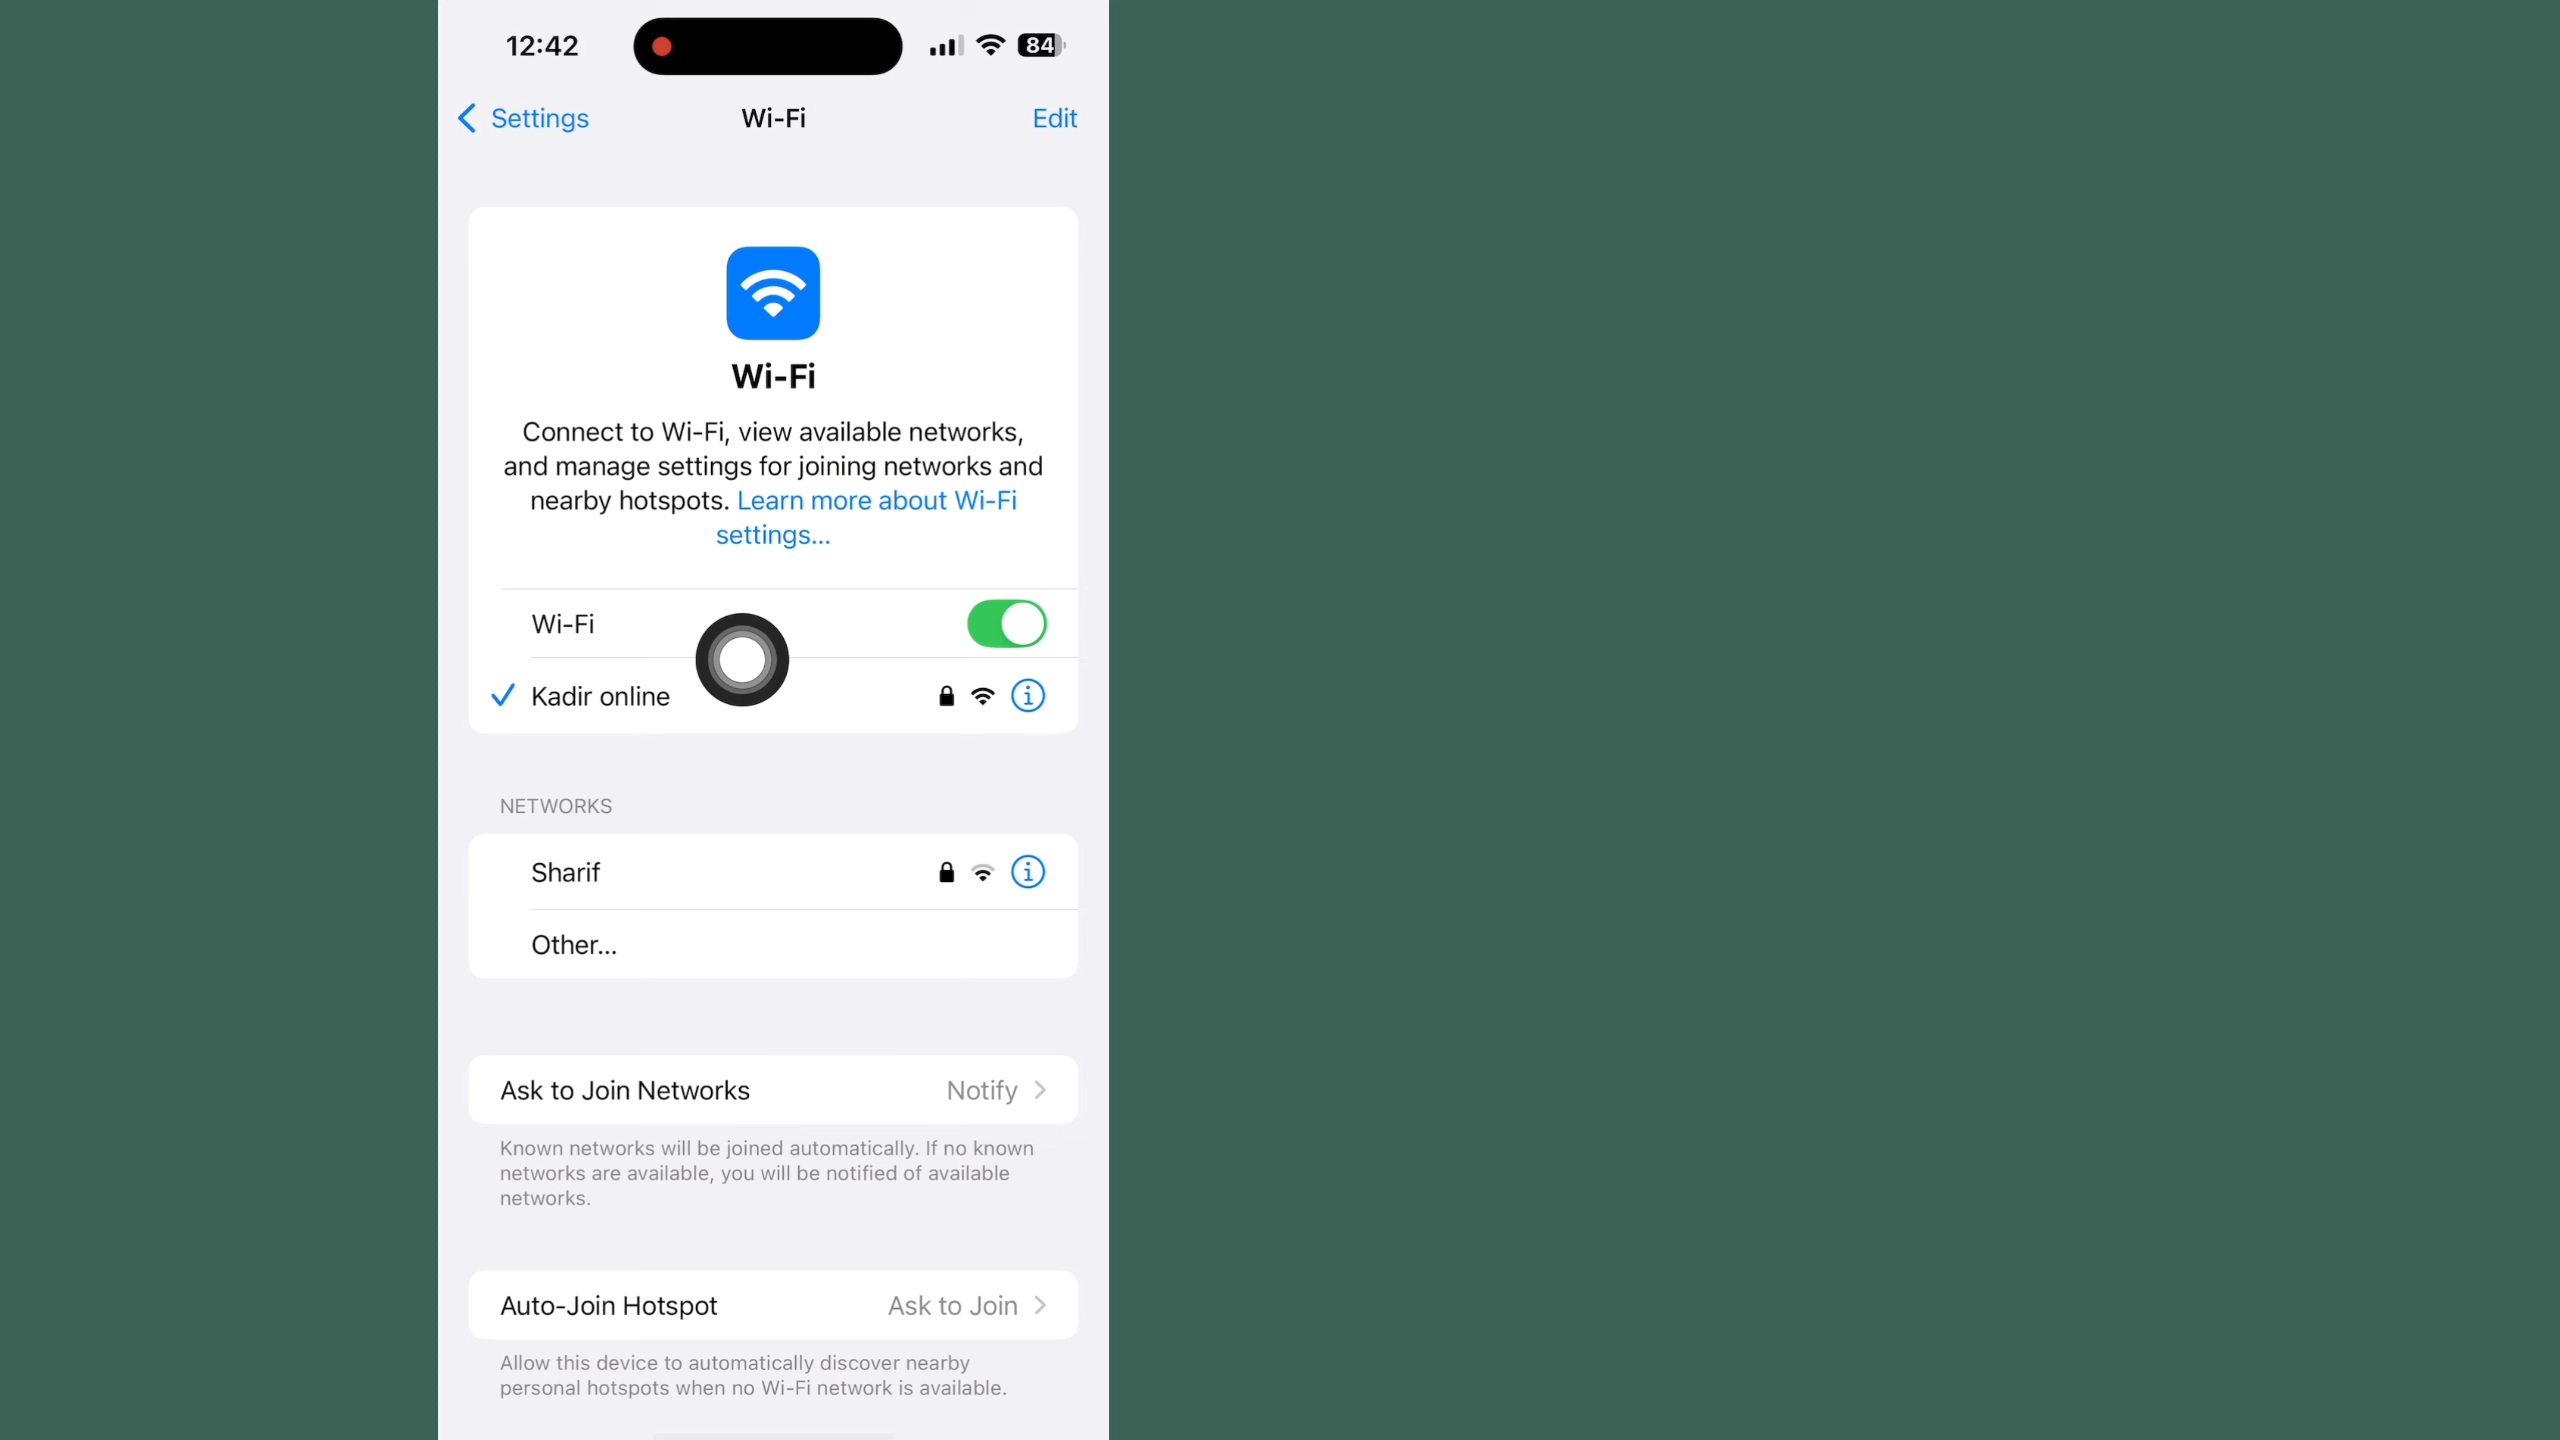 12:42
84
Settings
Wi-Fi
Edit
Wi-Fi
Connect to Wi-Fi, view available networks,
and manage settings for joining networks and
nearby hotspots. Learn more about Wi-Fi
settings...
Wi-Fi
Kadir online
NETWORKS
Sharif
Other...
Ask to Join Networks Notify
Known networks will be joined automatically. If no known
networks are available, you will be notified of available
networks.
Auto-Join Hotspot Ask to Join
Allow this device to automatically discover nearby
personal hotspots when no Wi-Fi network is available.